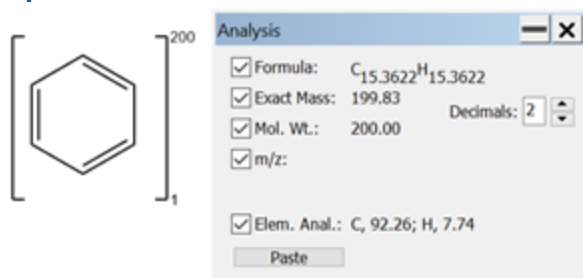 200
1
Analysis
Formula: C15.3622H15.3622
Exact Mass: 199.83
Decimals: 2
Mol. Wt.: 200.00
m/z:
Elem. Anal.: C, 92.26; H, 7.74
Paste